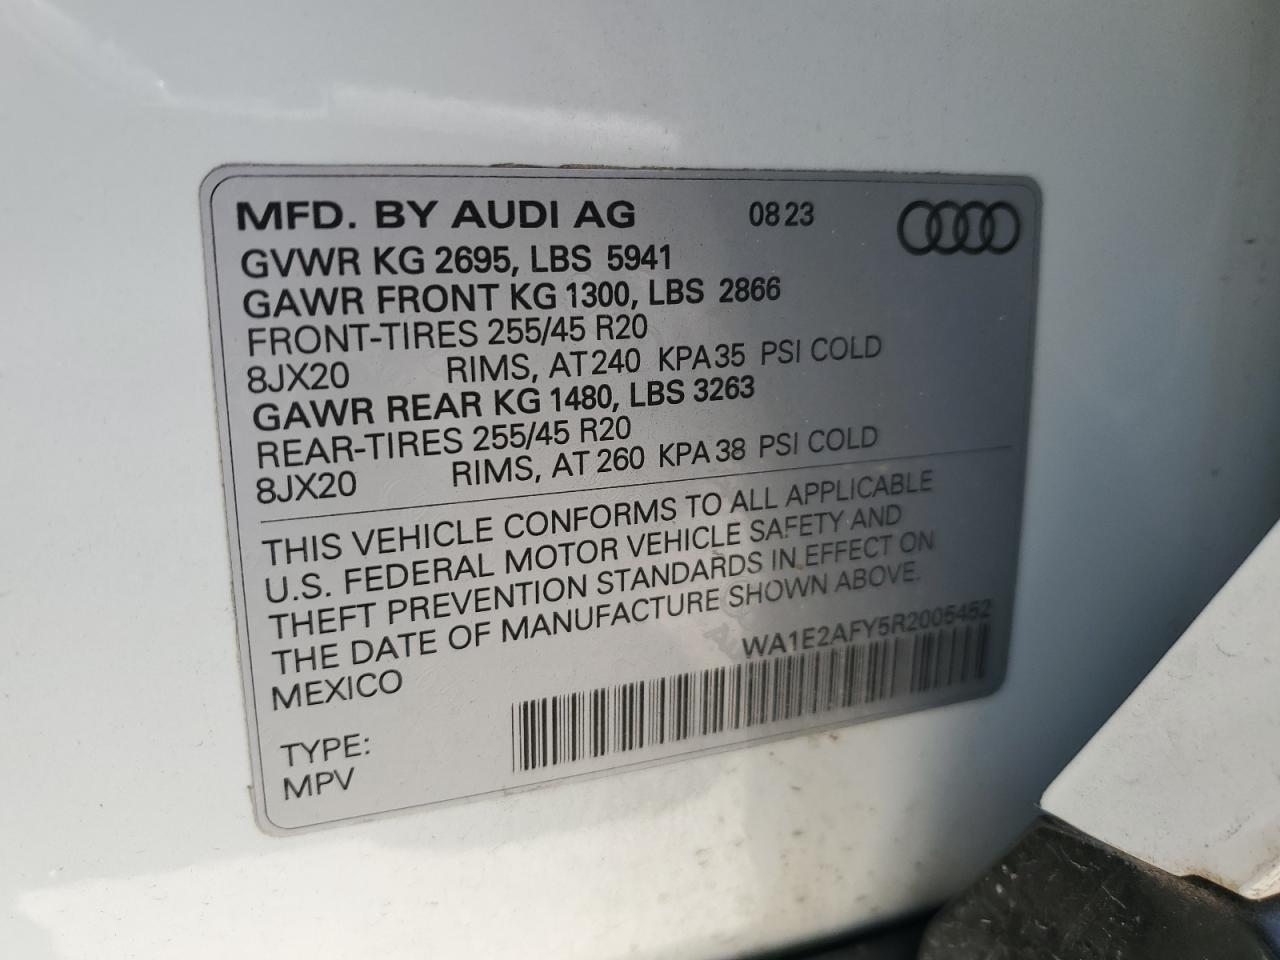 MFD. BY AUDI AG 08 23
GVWR KG 2695, LBS 5941
GAWR FRONT KG 1300, LBS 2866
FRONT-TIRES 255/45 R20
8JX20 RIMS, AT 240 KPA 35 PSI COLD
GAWR REAR KG 1480, LBS 3263
REAR-TIRES 255/45 R20
8JX20 RIMS, AT 260 KPA 38 PSI COLD
THIS VEHICLE CONFORMS TO ALL APPLICABLE
U.S. FEDERAL MOTOR VEHICLE SAFETY AND
THEFT PREVENTION STANDARDS IN EFFECT ON
THE DATE OF MANUFACTURE SHOWN ABOVE.
MEXICO
WA1E2AFY5R2005452
TYPE:
MPV